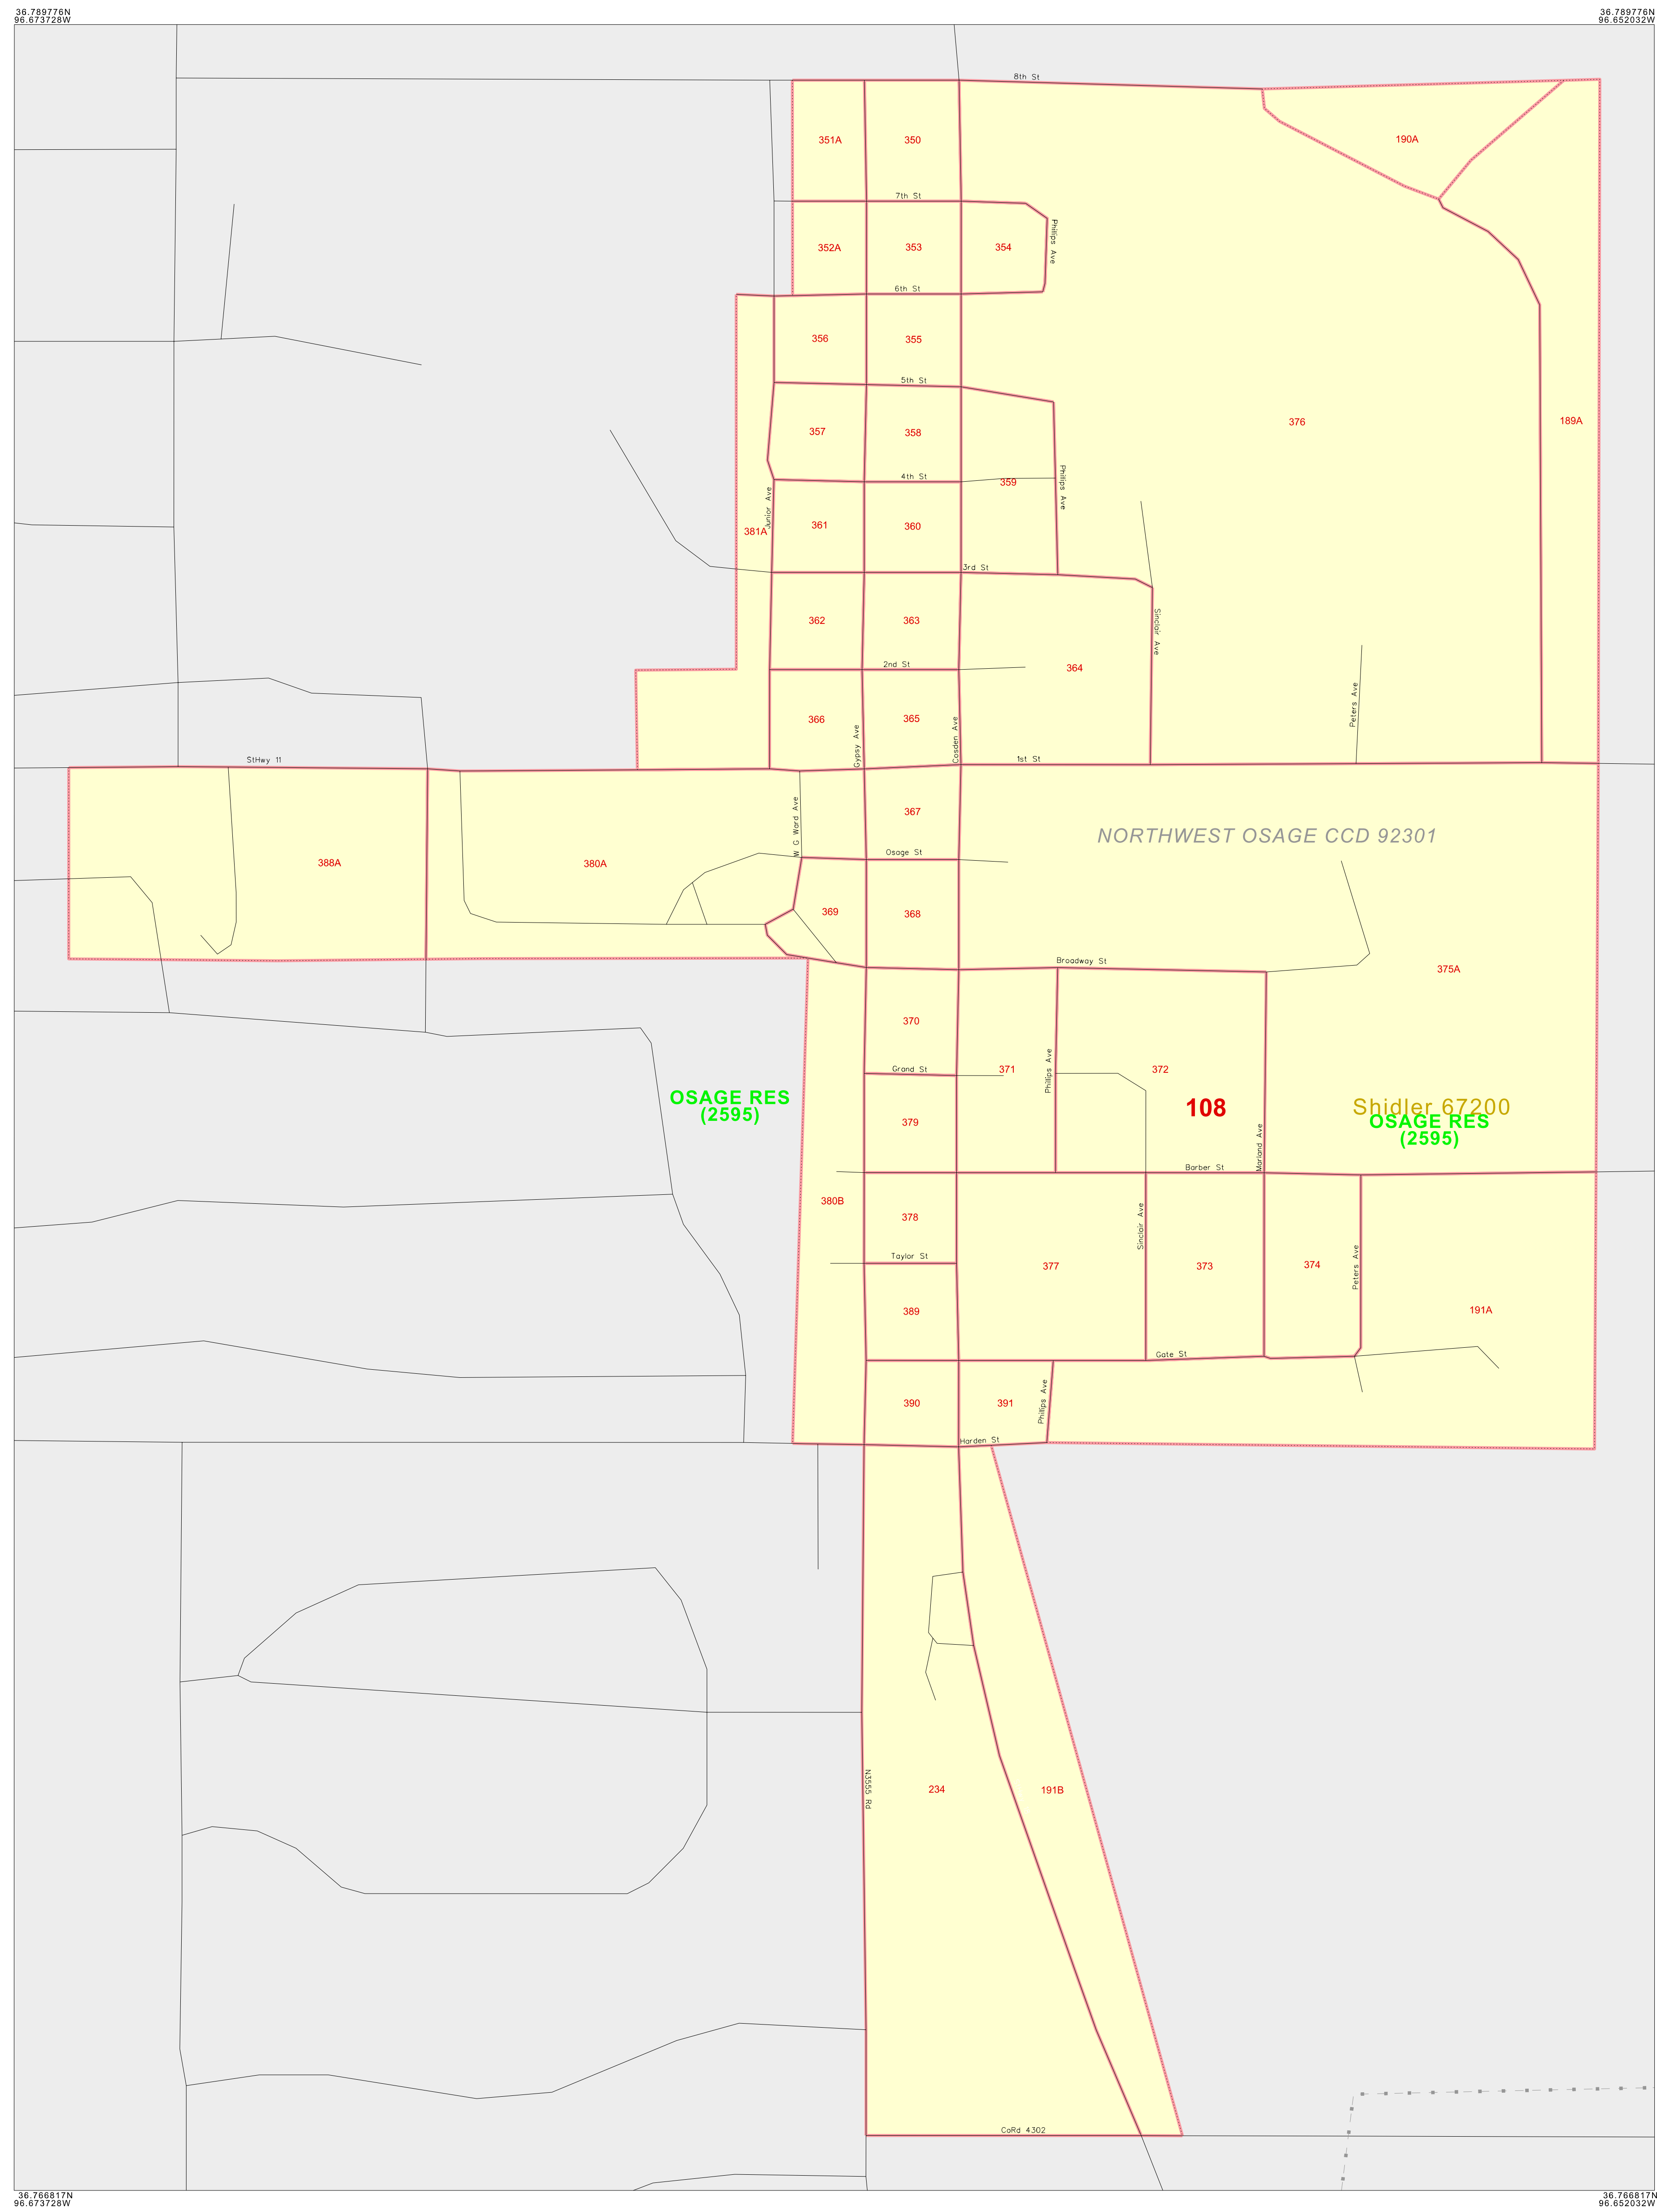 36.789776N
96.673728W
36.789776N
96.652032W
8th St
351A
350
190A
7th St
352A
353
354
Philips Ave
6th St
356
355
5th St
357
358
376
189A
4th St
359
Philips Ave
Junior Ave
381A
361
360
3rd St
362
363
Sinclair Ave
2nd St
364
366
365
Gypsy Ave
Cosden Ave
Peters Ave
StHwy 11
1st St
367
W G Ward Ave
NORTHWEST OSAGE CCD 92301
388A
380A
Osage St
369
368
Broadway St
375A
370
Grand St
371
Phillips Ave
372
OSAGE RES
(2595)
108
Shidler 67200
OSAGE RES
(2595)
379
Marland Ave
Barber St
380B
378
Sinclair Ave
Taylor St
377
373
374
Peters Ave
389
191A
Gate St
390
391
Phillips Ave
Harden St
N3555 Rd
234
191B
CoRd 4302
36.766817N
96.673728W
36.766817N
96.652032W